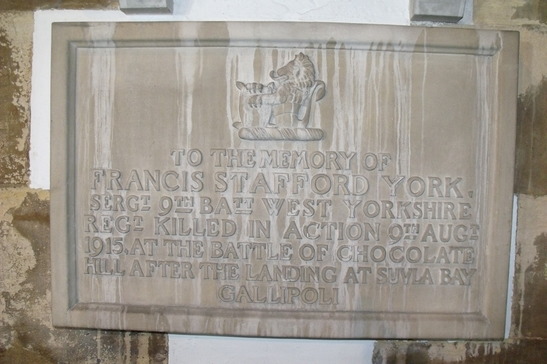 TO THE MEMORY OF
FRANCIS STAFFORD YORK,
SERGT 9TH BATT WEST YORKSHIRE
REGT KILLED IN ACTION 9TH AUGT
1915, AT THE BATTLE OF CHOCOLATE
HILL AFTER THE LANDING AT SUVLA BAY
GALLIPOLI